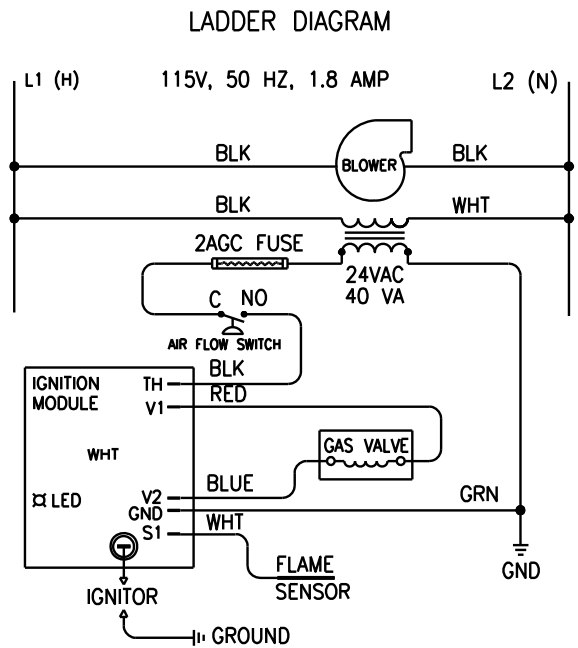 LADDER DIAGRAM
L1 (H) 115V, 50 HZ, 1.8 AMP L2 (N)
BLK BLOWER BLK
BLK WHT
2AGC FUSE
24VAC
40 VA
C NO
AIR FLOW SWITCH
BLK
IGNITION
MODULE
TH
RED
V1
WHT
GAS VALVE
LED
BLUE
V2
GRN
GND
WHT
S1
FLAME
SENSOR
GND
IGNITOR
GROUND